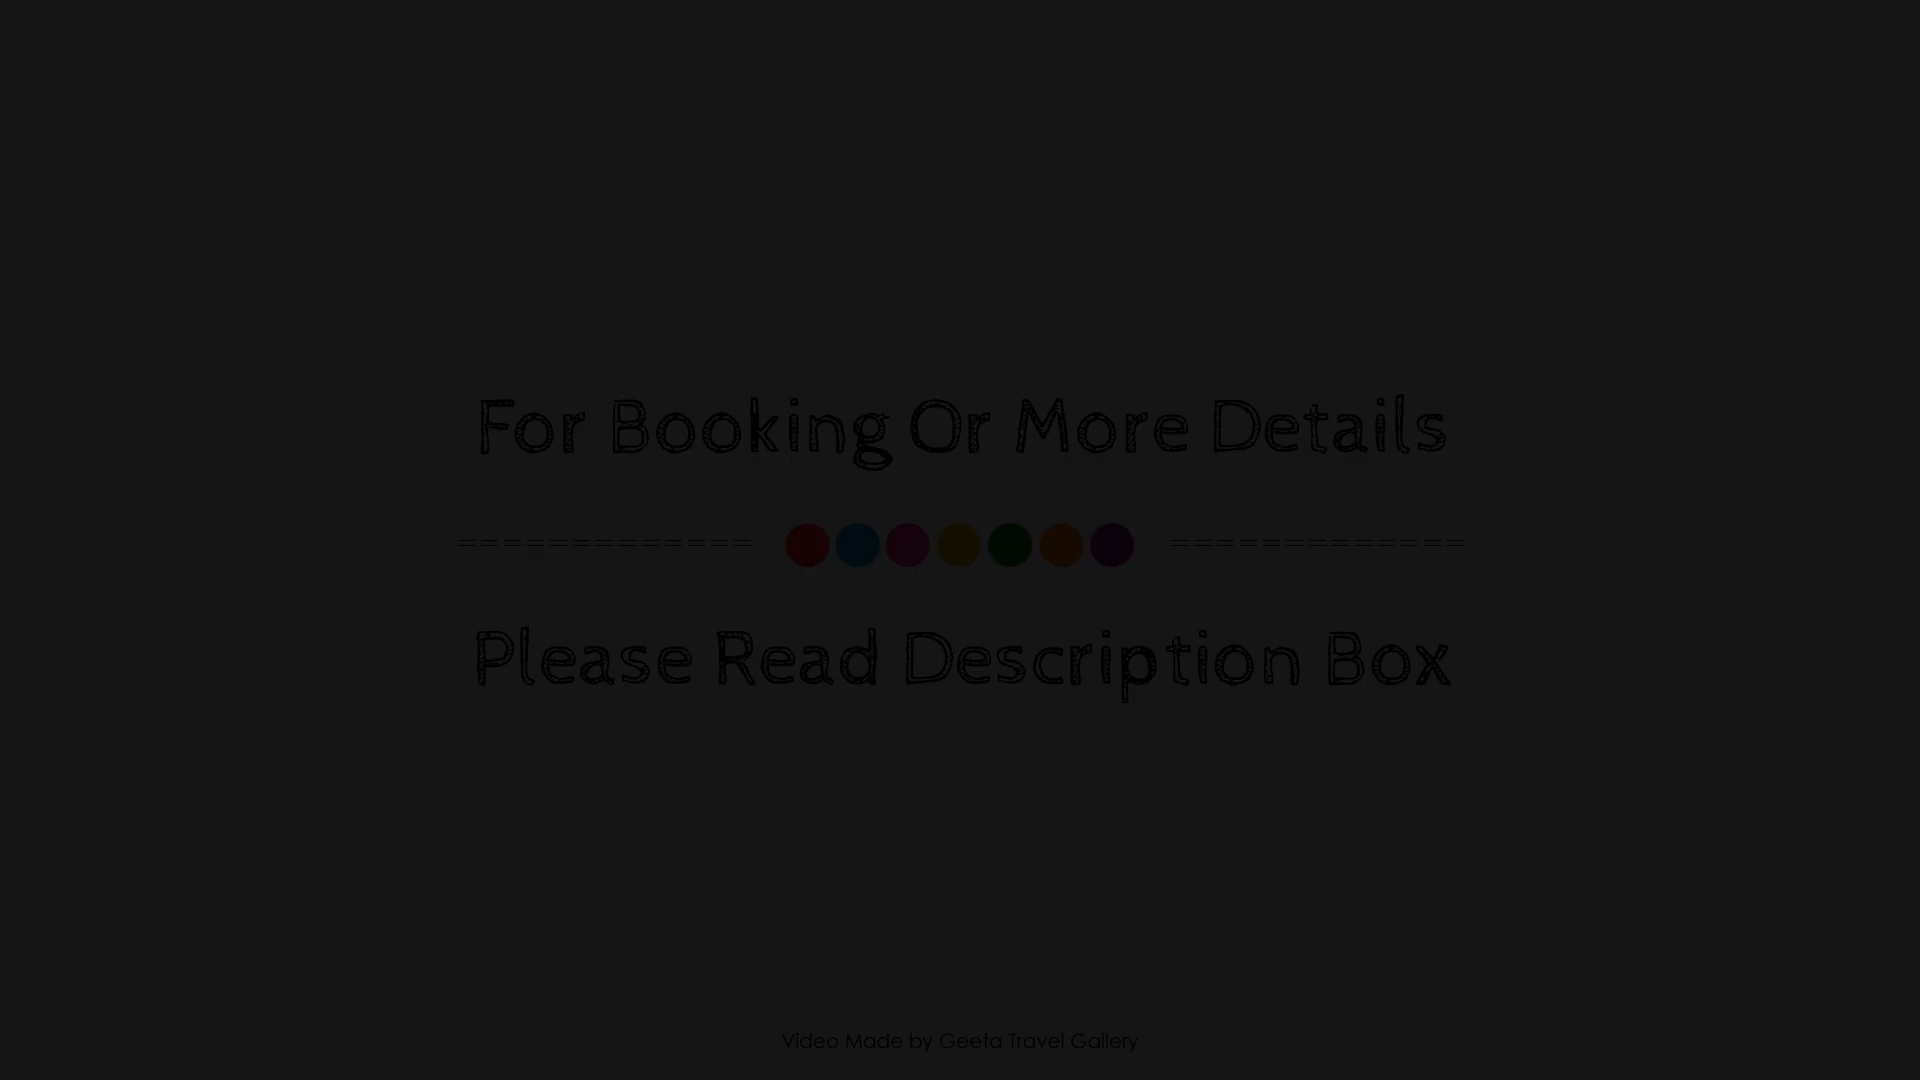 For Booking Or More Details
============= =============
Please Read Description Box
Video Made by Geeta Travel Gallery